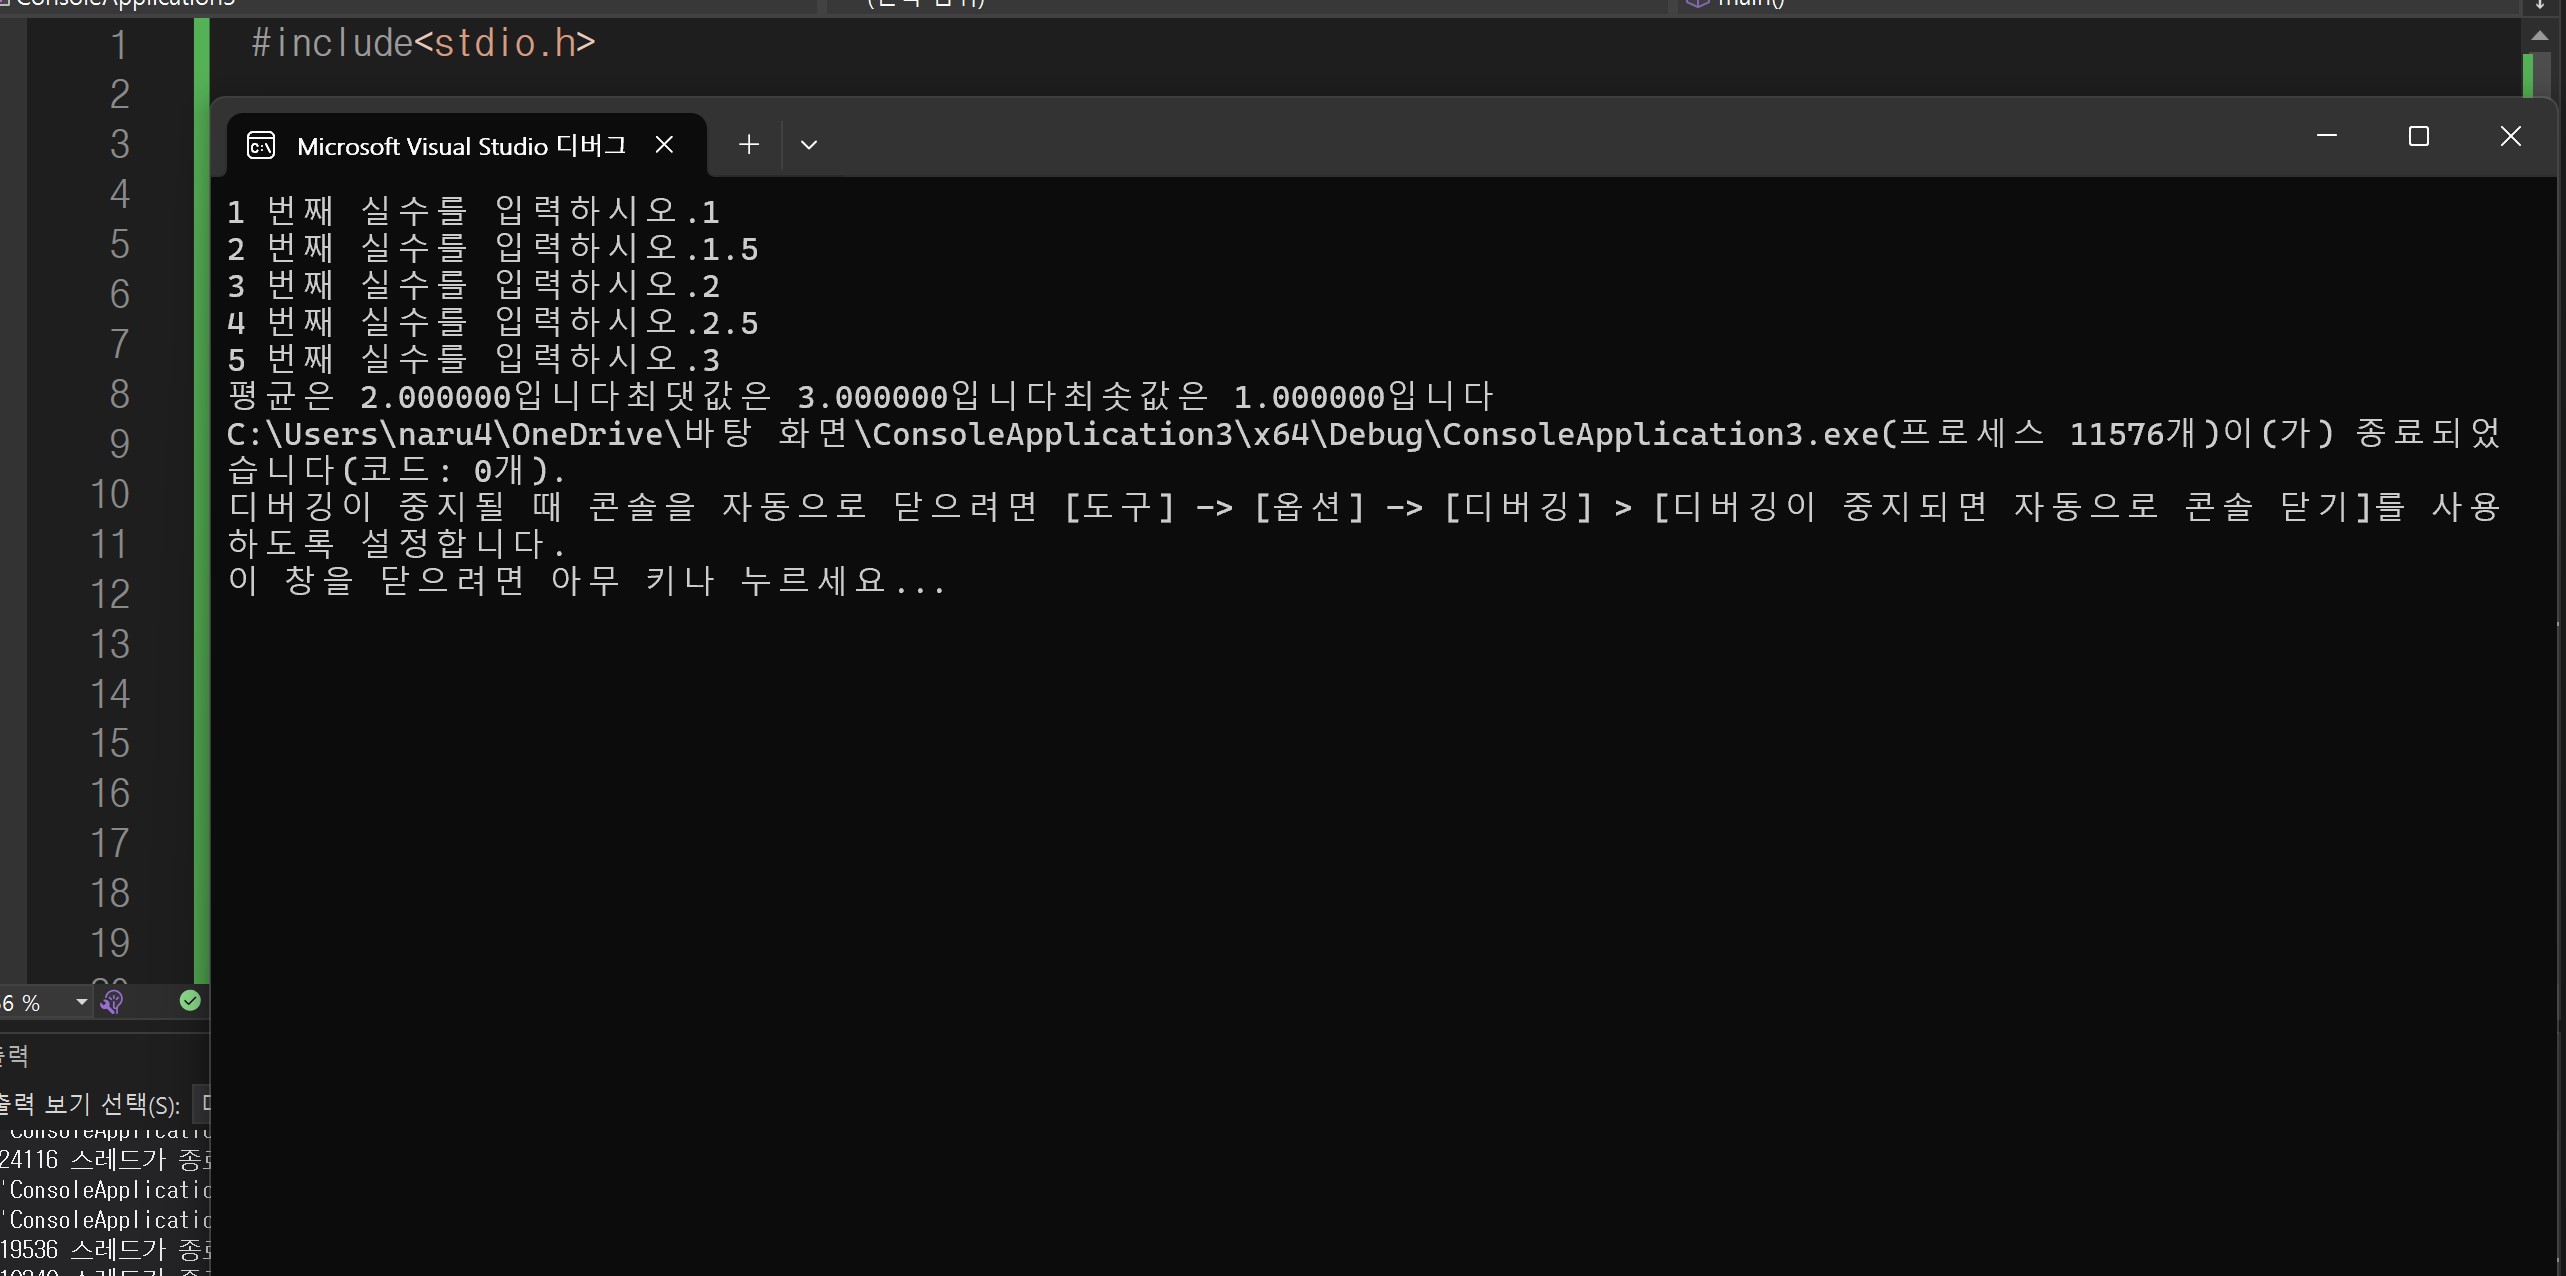 main()
1 #include<stdio.h>
2
3
4
5
6
7
8
9
10
11
12
13
14
15
16
17
18
19
Microsoft Visual Studio 디버그
1 번째 실수를 입력하시오.1
2 번째 실수를 입력하시오.1.5
3 번째 실수를 입력하시오.2
4 번째 실수를 입력하시오.2.5
5 번째 실수를 입력하시오.3
평균은 2.000000입니다최댓값은 3.000000입니다최솟값은 1.000000입니다
C:\Users\naru4\OneDrive\바탕 화면\ConsoleApplication3\x64\Debug\ConsoleApplication3.exe(프로세스 11576개)이(가) 종료되었
습니다(코드: 0개).
디버깅이 중지될 때 콘솔을 자동으로 닫으려면 [도구] -> [옵션] -> [디버깅] > [디버깅이 중지되면 자동으로 콘솔 닫기]를 사용
하도록 설정합니다.
이 창을 닫으려면 아무 키나 누르세요...
6 %
출력
출력 보기 선택(S):
24116 스레드가
'ConsoleApplicatio
'ConsoleApplicatio
19536 스레드가